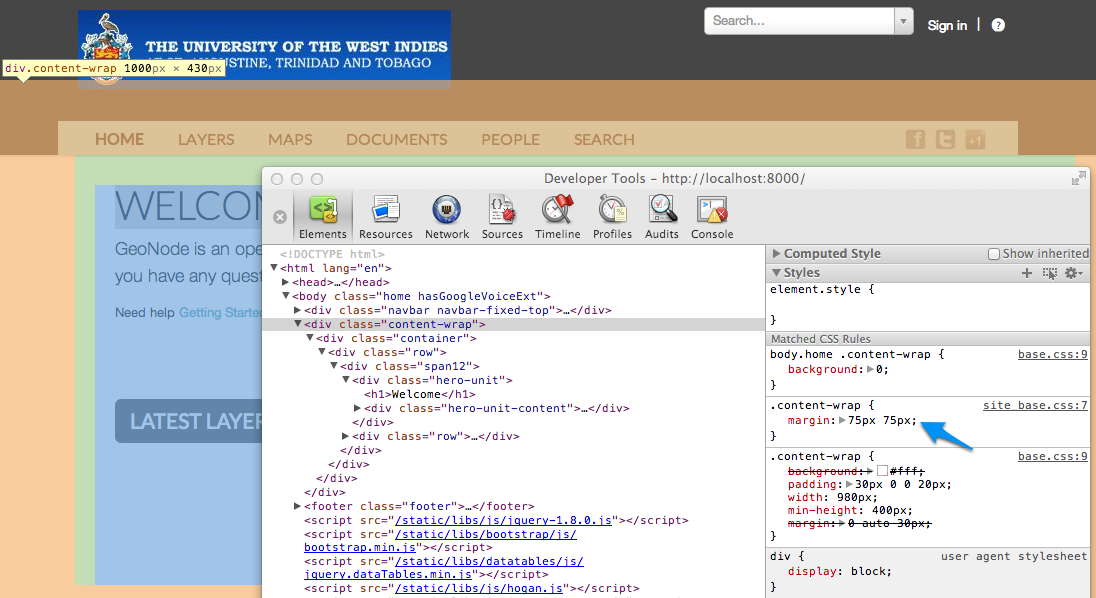 Search...
Sign in | ?
THE UNIVERSITY OF THE WEST INDIES
AT ST. AUGUSTINE, TRINIDAD AND TOBAGO
div.content-wrap 1000px × 430px
HOME LAYERS MAPS DOCUMENTS PEOPLE SEARCH
f t +1
WELCOM
GeoNode is an ope
you have any quest
Need help Getting Starte
LATEST LAYER
Developer Tools - http://localhost:8000/
Elements Resources Network Sources Timeline Profiles Audits Console
<!DOCTYPE html>
<html lang="en">
<head>…</head>
<body class="home hasGoogleVoiceExt">
<div class="navbar navbar-fixed-top">…</div>
<div class="content-wrap">
<div class="container">
<div class="row">
<div class="span12">
<div class="hero-unit">
<h1>Welcome</h1>
<div class="hero-unit-content">…</div>
</div>
<div class="row">…</div>
</div>
</div>
</div>
</div>
<footer class="footer">…</footer>
<script src="/static/libs/js/jquery-1.8.0.js"></script>
<script src="/static/libs/bootstrap/js/
bootstrap.min.js"></script>
<script src="/static/libs/datatables/js/
jquery.dataTables.min.js"></script>
<script src="/static/libs/js/hogan.js"></script>
Computed Style Show inherited
Styles
element.style {
}
Matched CSS Rules
body.home .content-wrap { base.css:9
background: 0;
}
.content-wrap { site base.css:7
margin: 75px 75px;
}
.content-wrap { base.css:9
background: #fff;
padding: 30px 0 0 20px;
width: 980px;
min-height: 400px;
margin: 0 auto 30px;
}
div { user agent stylesheet
display: block;
}